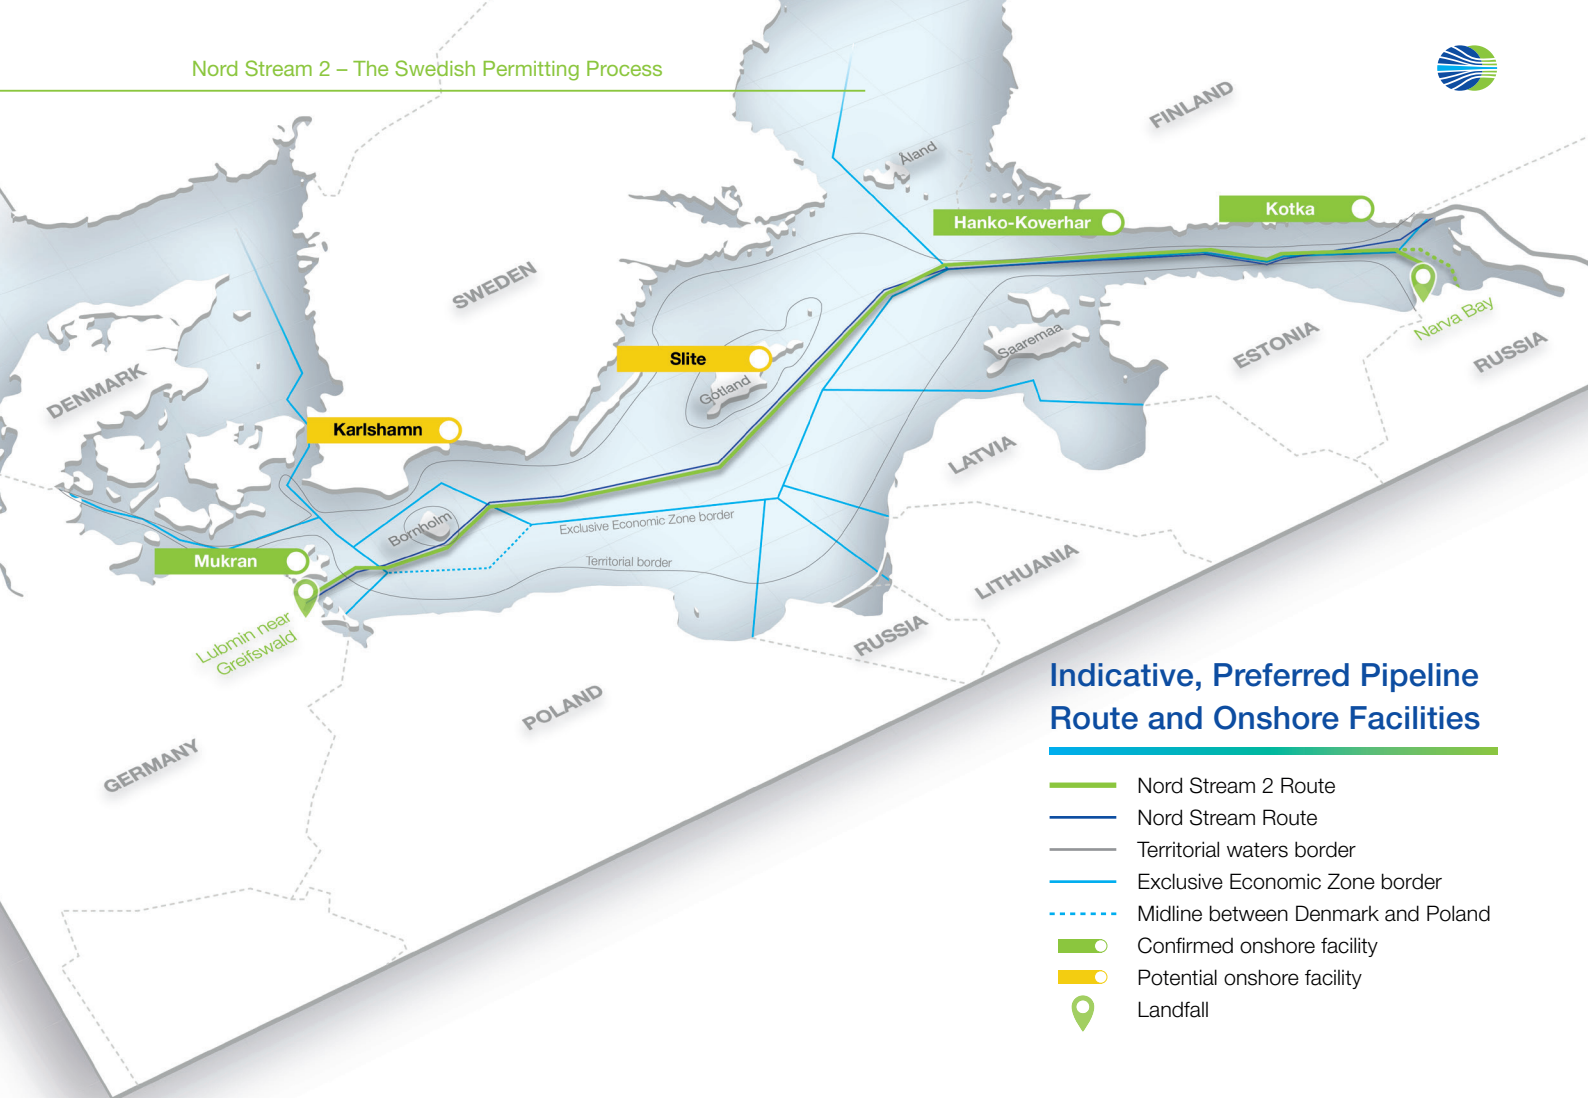 Nord Stream 2 – The Swedish Permitting Process
FINLAND
Åland
Hanko-Koverhar
Kotka
SWEDEN
Narva Bay
Saaremaa
ESTONIA
RUSSIA
DENMARK
Slite
Gotland
Karlshamn
LATVIA
Bornholm
Exclusive Economic Zone border
Territorial border
Mukran
LITHUANIA
Lubmin near
Greifswald
RUSSIA
POLAND
GERMANY
Indicative, Preferred Pipeline
Route and Onshore Facilities
Nord Stream 2 Route
Nord Stream Route
Territorial waters border
Exclusive Economic Zone border
Midline between Denmark and Poland
Confirmed onshore facility
Potential onshore facility
Landfall